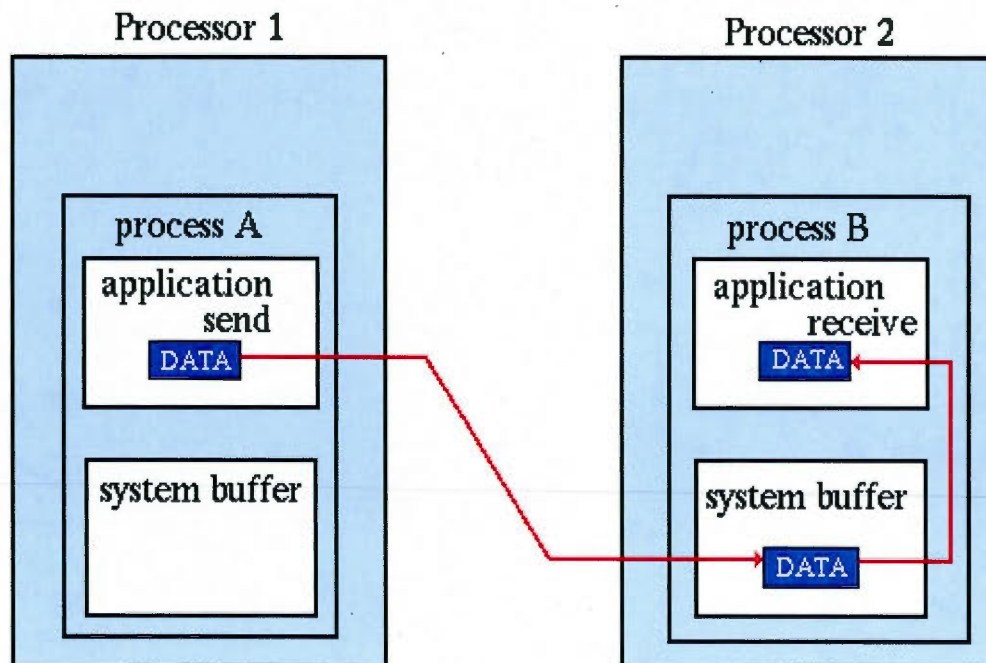 Processor 1
process A
application
send
DATA
system buffer
Processor 2
process B
application
receive
DATA
system buffer
DATA